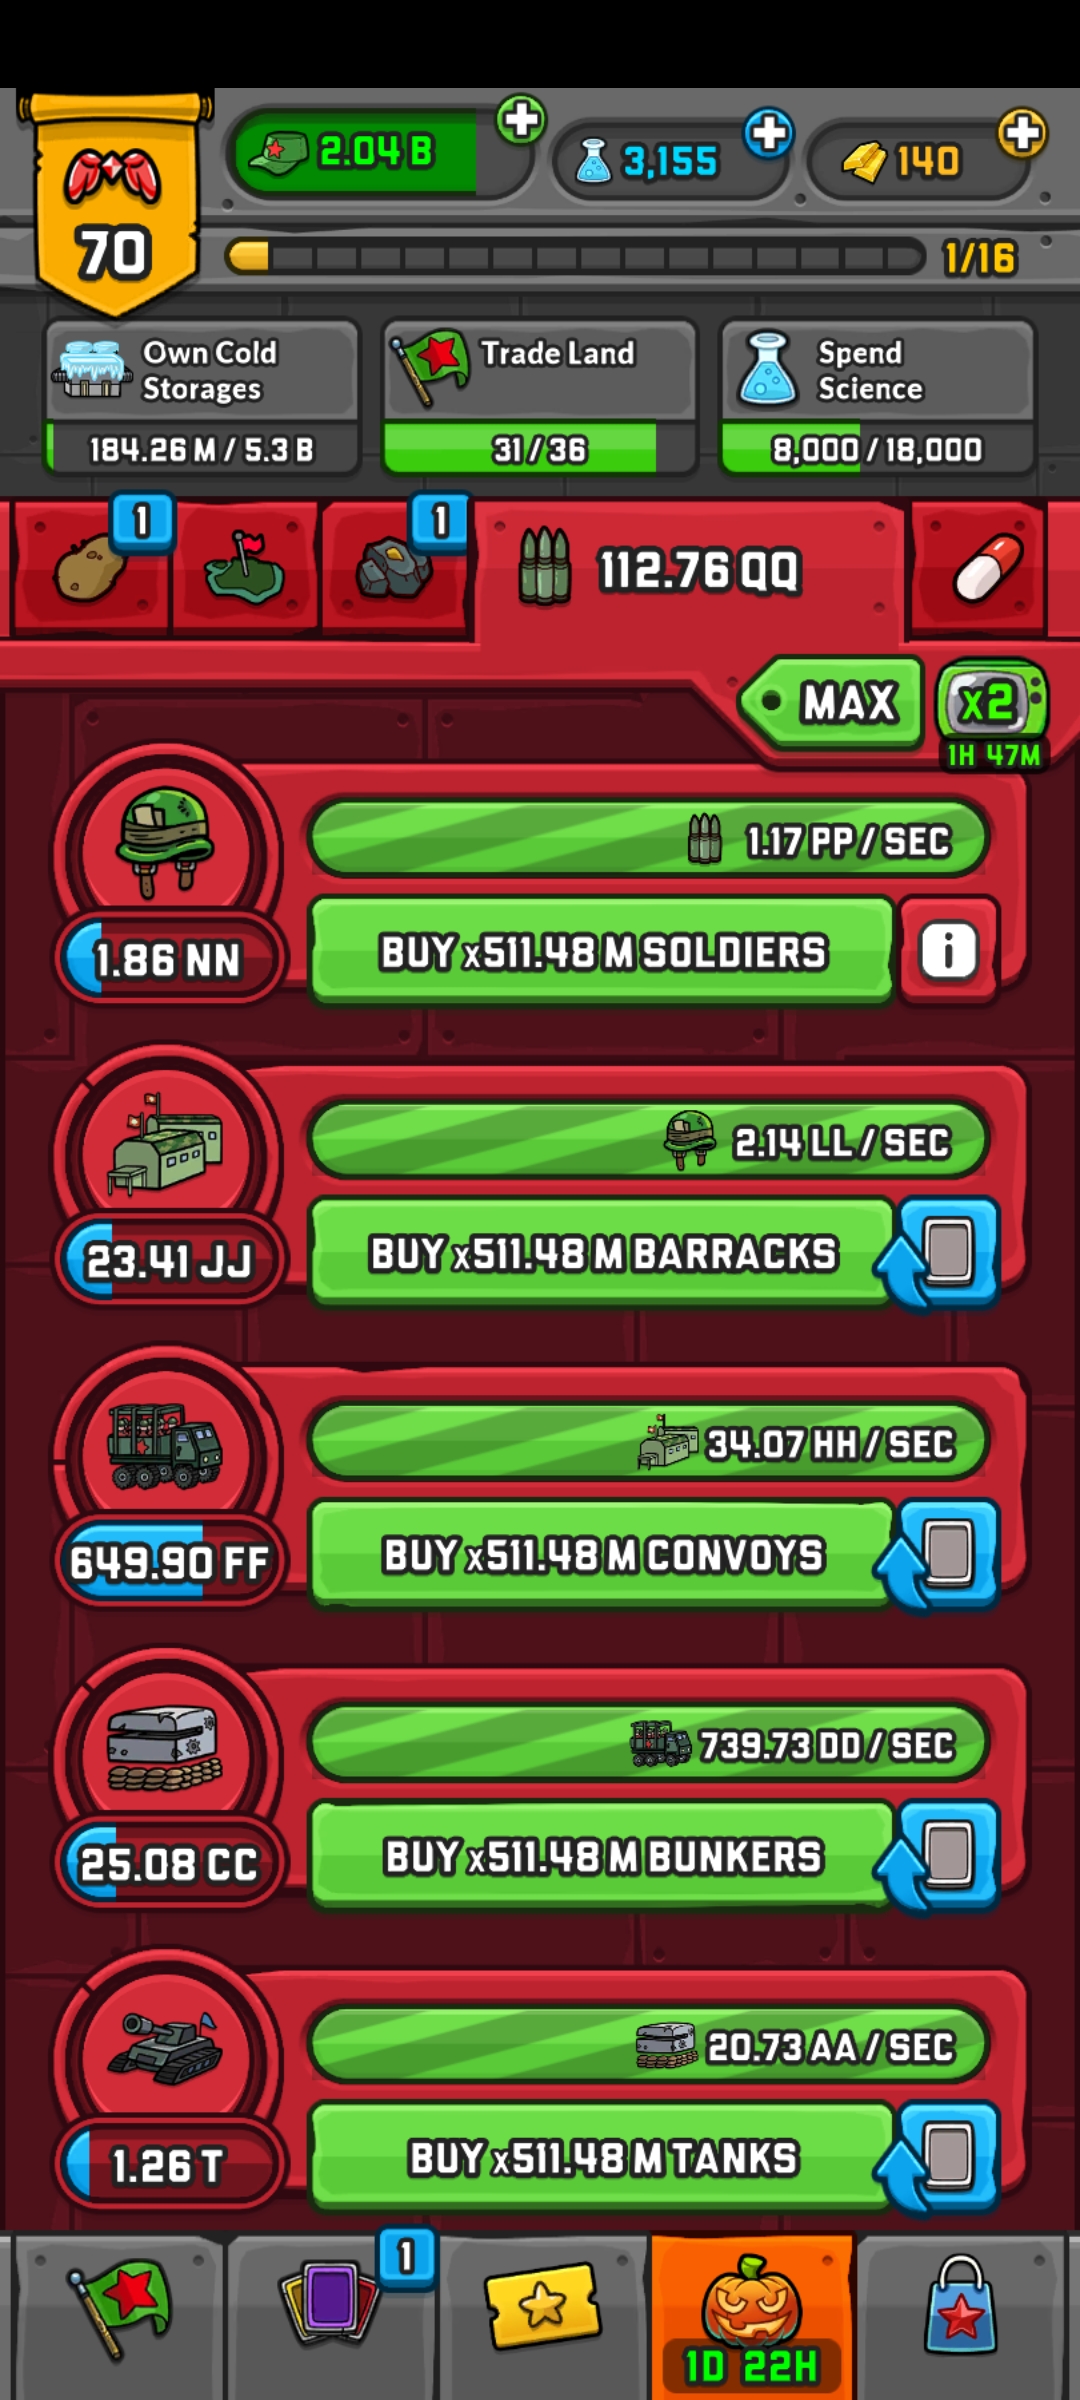 70
2.04 B
3,155
140
1/16
Own Cold
Storages
184.26 M / 5.3 B
Trade Land
31 / 36
Spend
Science
8,000 / 18,000
1
1
112.76 QQ
MAX
x2
1H 47M
1.17 PP / SEC
1.86 NN
BUY x511.48 M SOLDIERS
i
2.14 LL / SEC
23.41 JJ
BUY x511.48 M BARRACKS
34.07 HH / SEC
649.90 FF
BUY x511.48 M CONVOYS
739.73 DD / SEC
25.08 CC
BUY x511.48 M BUNKERS
20.73 AA / SEC
1.26 T
BUY x511.48 M TANKS
1
1D 22H